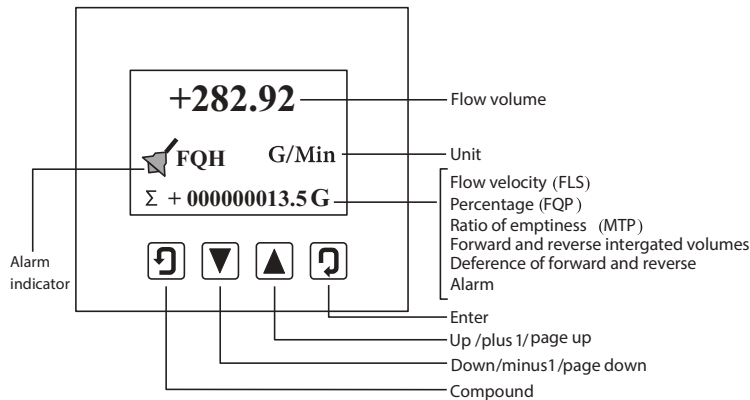 +282.92
Flow volume
FQH
G/Min
Unit
Σ + 000000013.5 G
Flow velocity (FLS)
Percentage (FQP)
Ratio of emptiness (MTP)
Forward and reverse intergated volumes
Deference of forward and reverse
Alarm
Alarm
indicator
Enter
Up /plus 1/page up
Down/minus1/page down
Compound